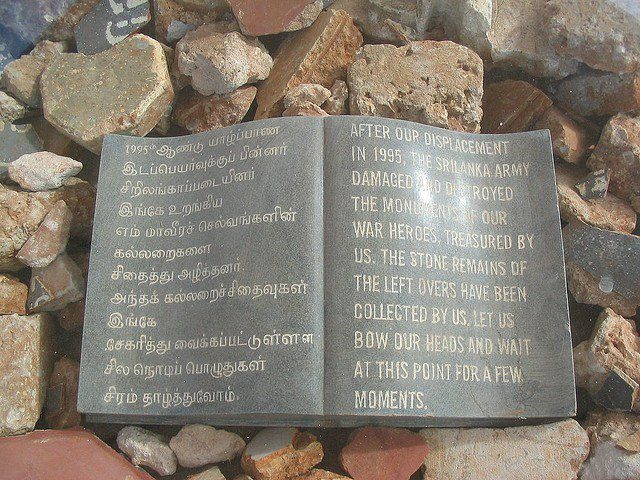 1995ம் ஆண்டு யாழ்ப்பாண
இடப்பெயர்வுக்குப் பின்னர்
சிறிலங்காப்படையினர்
இங்கே உறங்கிய
எம் மாவீரச் செல்வங்களின்
கல்லறைகளை
சிதைத்து அழித்தனர்.
அந்தக் கல்லறைச்சிதைவுகள்
இங்கே
சேகரித்து வைக்கப்பட்டுள்ளன
சில நொடிப் பொழுதுகள்
சிரம் தாழ்த்துவோம்.
AFTER OUR DISPLACEMENT
IN 1995, THE SRILANKA ARMY
DAMAGED AND DESTROYED
THE MONUMENTS OF OUR
WAR HEROES, TREASURED BY
US. THE STONE REMAINS OF
THE LEFT OVERS HAVE BEEN
COLLECTED BY US. LET US
BOW OUR HEADS AND WAIT
AT THIS POINT FOR A FEW
MOMENTS.